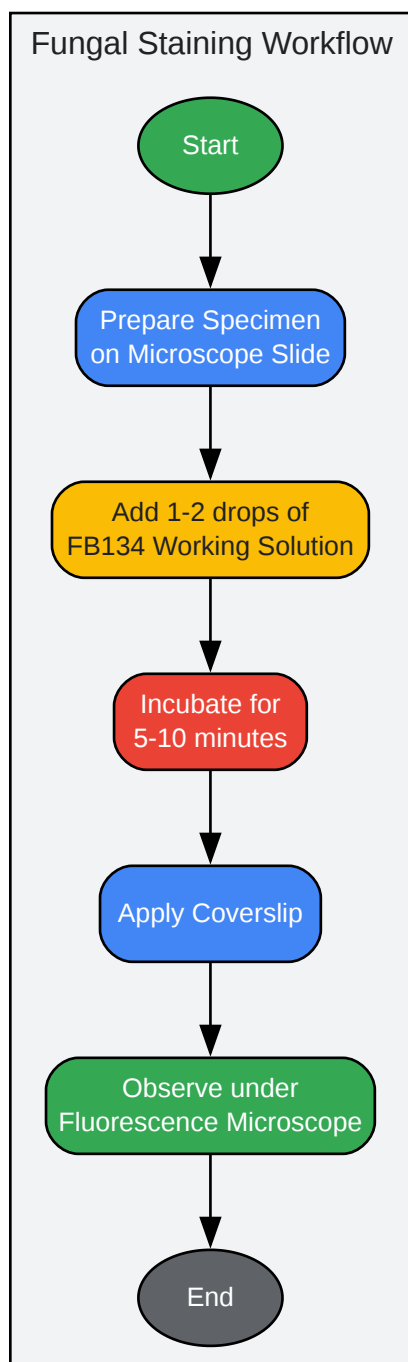 Fungal Staining Workflow
Start
Prepare Specimen
on Microscope Slide
Add 1-2 drops of
FB134 Working Solution
Incubate for
5-10 minutes
Apply Coverslip
Observe under
Fluorescence Microscope
End